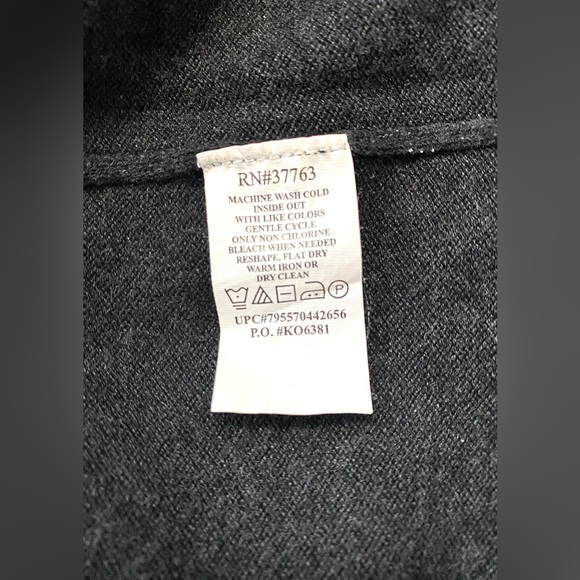 RN#37763
MACHINE WASH COLD
INSIDE OUT
WITH LIKE COLORS
GENTLE CYCLE
ONLY NON CHLORINE
BLEACH WHEN NEEDED
RESHAPE, FLAT DRY
WARM IRON OR
DRY CLEAN
P
UPC#795570442656
P.O. #KO6381